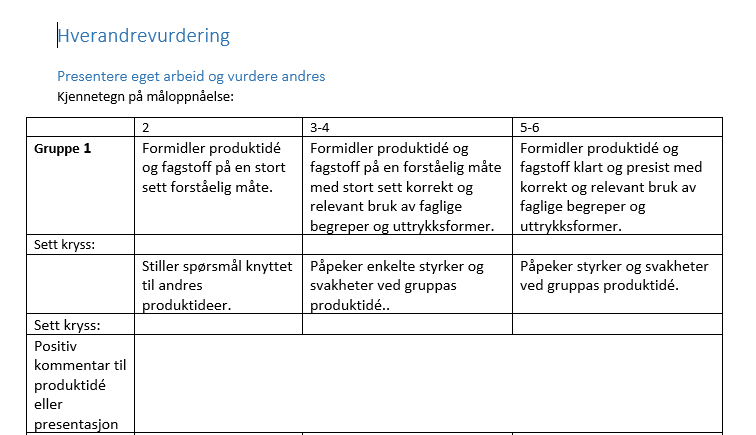 Hverandrevurdering
Presentere eget arbeid og vurdere andres
Kjennetegn på måloppnåelse:
2
3-4
5-6
Gruppe 1
Formidler produktidé
og fagstoff på en stort
sett forståelig måte.
Formidler produktidé og
fagstoff på en forståelig måte
med stort sett korrekt og
relevant bruk av faglige
begreper og uttrykksformer.
Formidler produktidé og
fagstoff klart og presist med
korrekt og relevant bruk av
faglige begreper og
uttrykksformer.
Sett kryss:
Stiller spørsmål knyttet
til andres
produktideer.
Påpeker enkelte styrker og
svakheter ved gruppas
produktidé..
Påpeker styrker og svakheter
ved gruppas produktidé.
Sett kryss:
Positiv
kommentar til
produktidé
eller
presentasjon